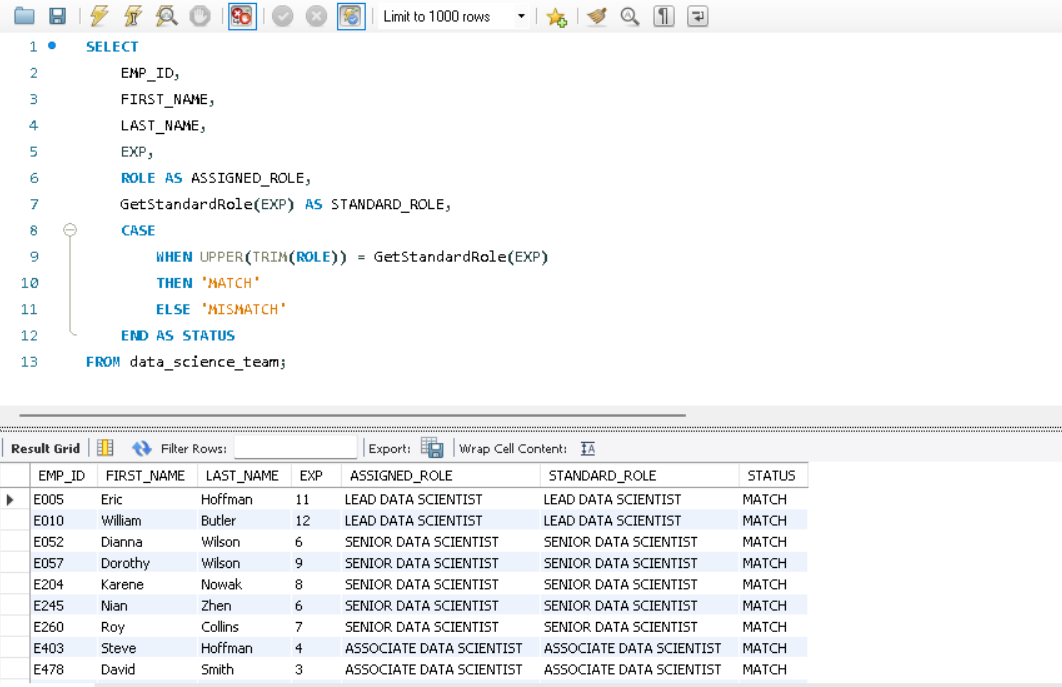 Limit to 1000 rows
1 SELECT
2 EMP_ID,
3 FIRST_NAME,
4 LAST_NAME,
5 EXP,
6 ROLE AS ASSIGNED_ROLE,
7 GetStandardRole(EXP) AS STANDARD_ROLE,
8 CASE
9 WHEN UPPER(TRIM(ROLE)) = GetStandardRole(EXP)
10 THEN 'MATCH'
11 ELSE 'MISMATCH'
12 END AS STATUS
13 FROM data_science_team;
Result Grid Filter Rows: Export: Wrap Cell Content: IA
EMP_ID FIRST_NAME LAST_NAME EXP ASSIGNED_ROLE STANDARD_ROLE STATUS
E005 Eric Hoffman 11 LEAD DATA SCIENTIST LEAD DATA SCIENTIST MATCH
E010 William Butler 12 LEAD DATA SCIENTIST LEAD DATA SCIENTIST MATCH
E052 Dianna Wilson 6 SENIOR DATA SCIENTIST SENIOR DATA SCIENTIST MATCH
E057 Dorothy Wilson 9 SENIOR DATA SCIENTIST SENIOR DATA SCIENTIST MATCH
E204 Karene Nowak 8 SENIOR DATA SCIENTIST SENIOR DATA SCIENTIST MATCH
E245 Nian Zhen 6 SENIOR DATA SCIENTIST SENIOR DATA SCIENTIST MATCH
E260 Roy Collins 7 SENIOR DATA SCIENTIST SENIOR DATA SCIENTIST MATCH
E403 Steve Hoffman 4 ASSOCIATE DATA SCIENTIST ASSOCIATE DATA SCIENTIST MATCH
E478 David Smith 3 ASSOCIATE DATA SCIENTIST ASSOCIATE DATA SCIENTIST MATCH